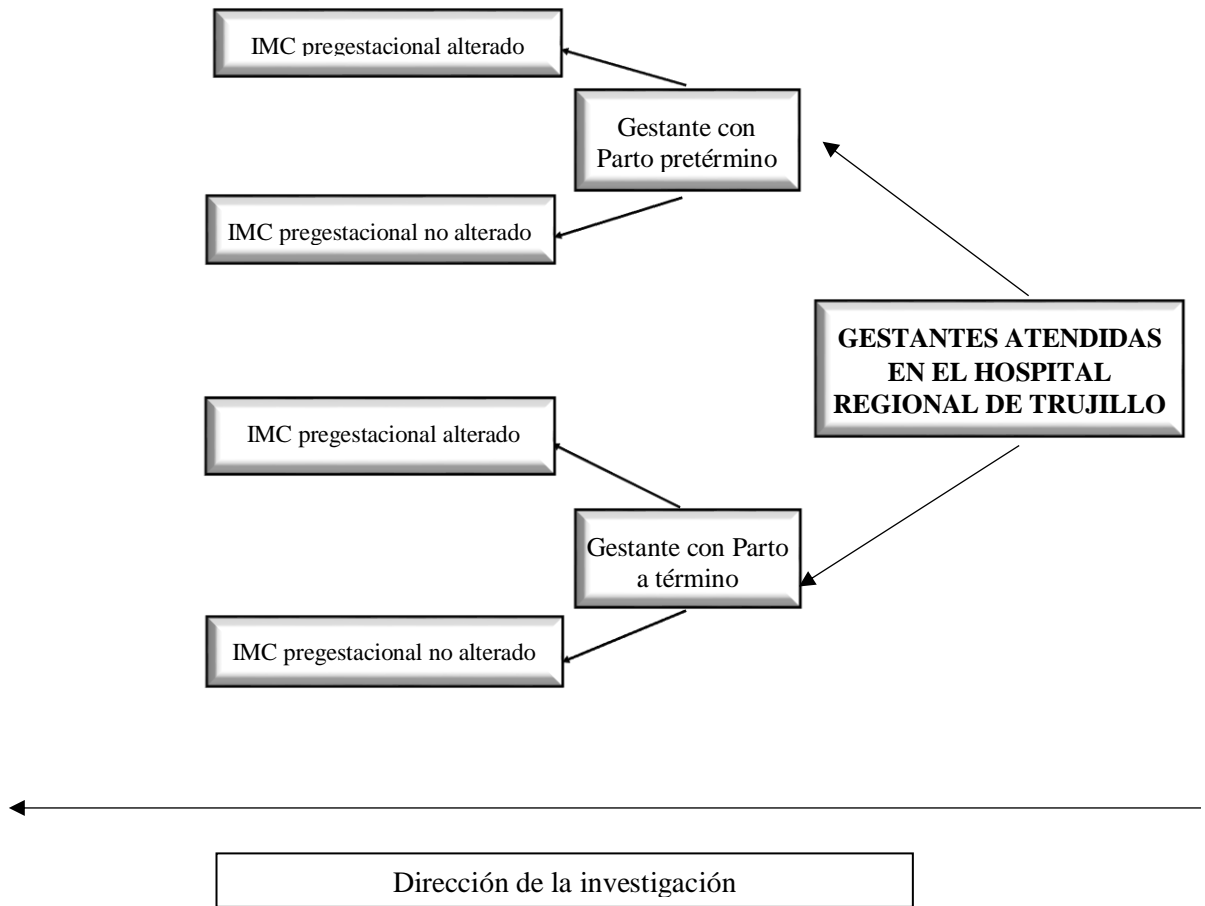 IMC pregestacional alterado
Gestante con
Parto pretérmino
IMC pregestacional no alterado
GESTANTES ATENDIDAS
EN EL HOSPITAL
REGIONAL DE TRUJILLO
IMC pregestacional alterado
Gestante con Parto
a término
IMC pregestacional no alterado
Dirección de la investigación